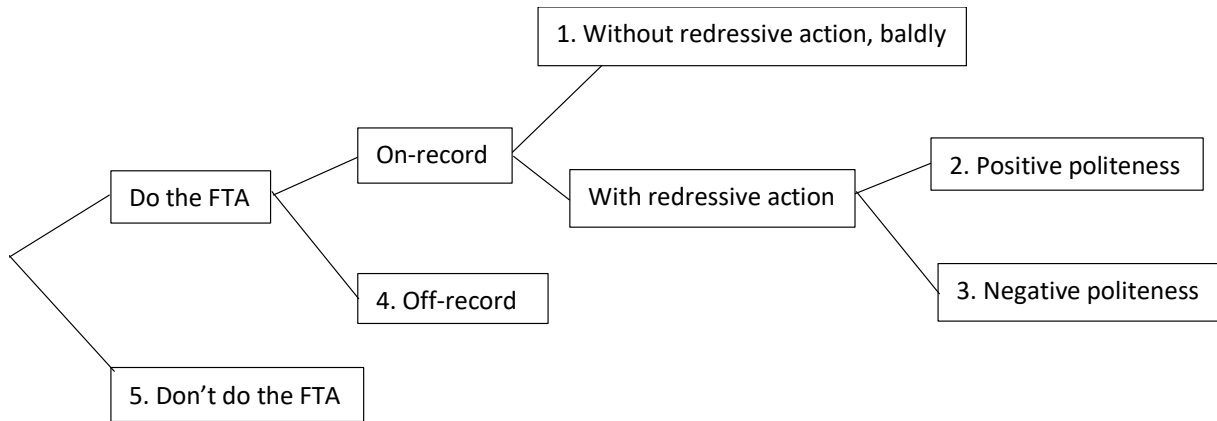 1. Without redressive action, baldly
On-record
2. Positive politeness
Do the FTA
With redressive action
4. Off-record
3. Negative politeness
5. Don’t do the FTA